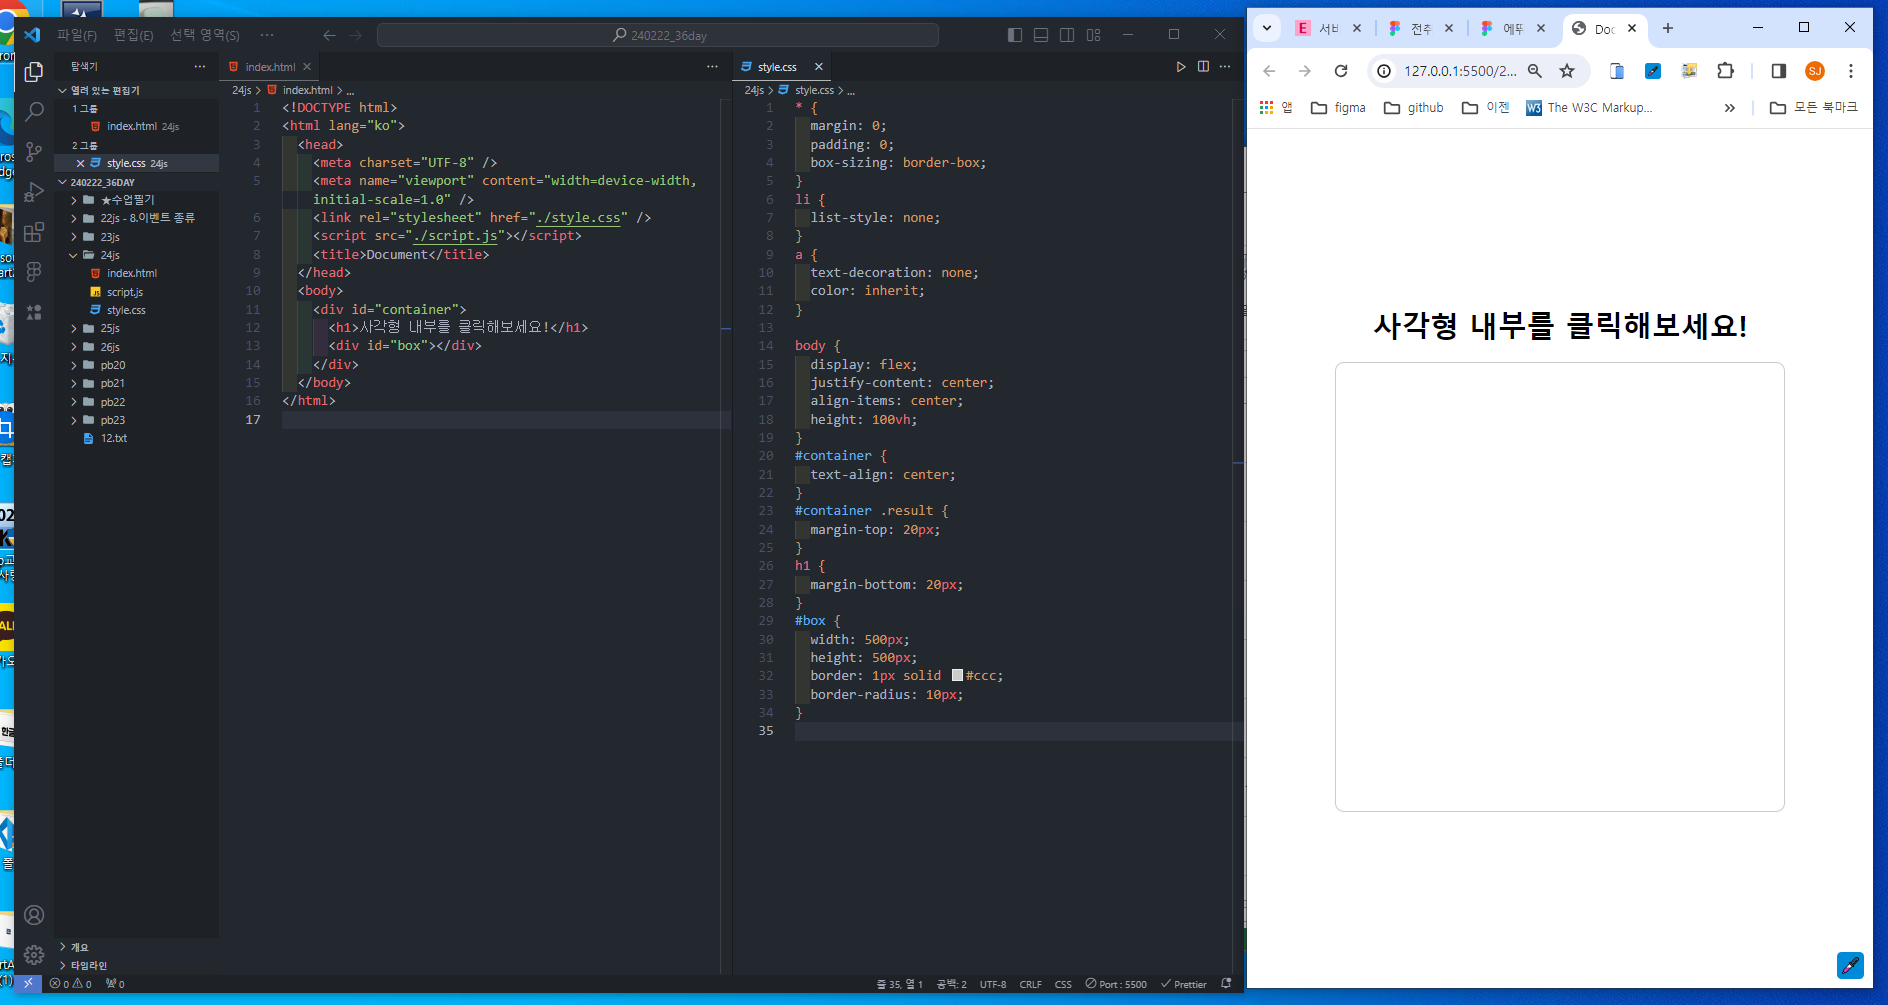 파일(F) 편집(E) 선택 영역(S) ···
240222_36day
탐색기 ···
열려 있는 편집기
1 그룹
index.html 24js
2 그룹
style.css 24js
240222_36DAY
★수업필기
22js - 8.이벤트 종류
23js
24js
index.html
script.js
style.css
25js
26js
pb20
pb21
pb22
pb23
12.txt
개요
타임라인
index.html
24js > index.html > ...
1 <!DOCTYPE html>
2 <html lang="ko">
3 <head>
4 <meta charset="UTF-8" />
5 <meta name="viewport" content="width=device-width,
initial-scale=1.0" />
6 <link rel="stylesheet" href="./style.css" />
7 <script src="./script.js"></script>
8 <title>Document</title>
9 </head>
10 <body>
11 <div id="container">
12 <h1>사각형 내부를 클릭해보세요!</h1>
13 <div id="box"></div>
14 </div>
15 </body>
16 </html>
17
style.css
24js > style.css > ...
1 * {
2 margin: 0;
3 padding: 0;
4 box-sizing: border-box;
5 }
6 li {
7 list-style: none;
8 }
9 a {
10 text-decoration: none;
11 color: inherit;
12 }
13
14 body {
15 display: flex;
16 justify-content: center;
17 align-items: center;
18 height: 100vh;
19 }
20 #container {
21 text-align: center;
22 }
23 #container .result {
24 margin-top: 20px;
25 }
26 h1 {
27 margin-bottom: 20px;
28 }
29 #box {
30 width: 500px;
31 height: 500px;
32 border: 1px solid #ccc;
33 border-radius: 10px;
34 }
35
0 0 0
줄 35, 열 1 공백: 2 UTF-8 CRLF CSS Port : 5500 Prettier
E 서비 전추 에뚜 Doc
127.0.0.1:5500/2... SJ
앱 figma github 이젠 W3 The W3C Markup... » 모든 북마크
사각형 내부를 클릭해보세요!